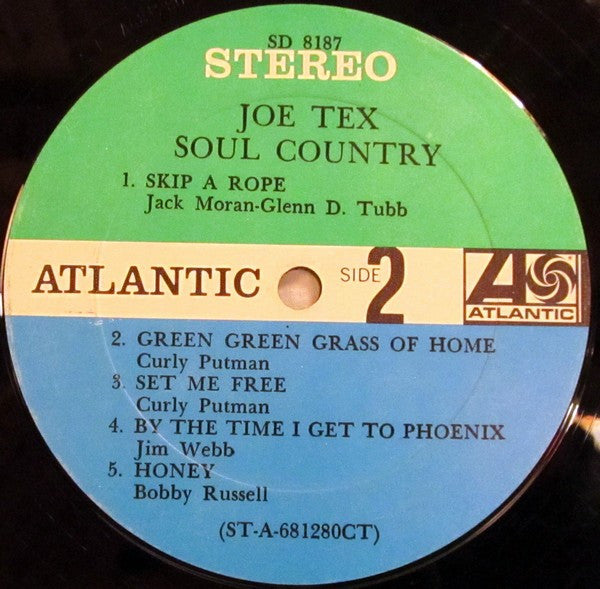 SD 8187
STEREO
JOE TEX
SOUL COUNTRY
1. SKIP A ROPE
Jack Moran-Glenn D. Tubb
ATLANTIC SIDE 2 ATLANTIC
2. GREEN GREEN GRASS OF HOME
Curly Putman
3. SET ME FREE
Curly Putman
4. BY THE TIME I GET TO PHOENIX
Jim Webb
5. HONEY
Bobby Russell
(ST-A-681280CT)